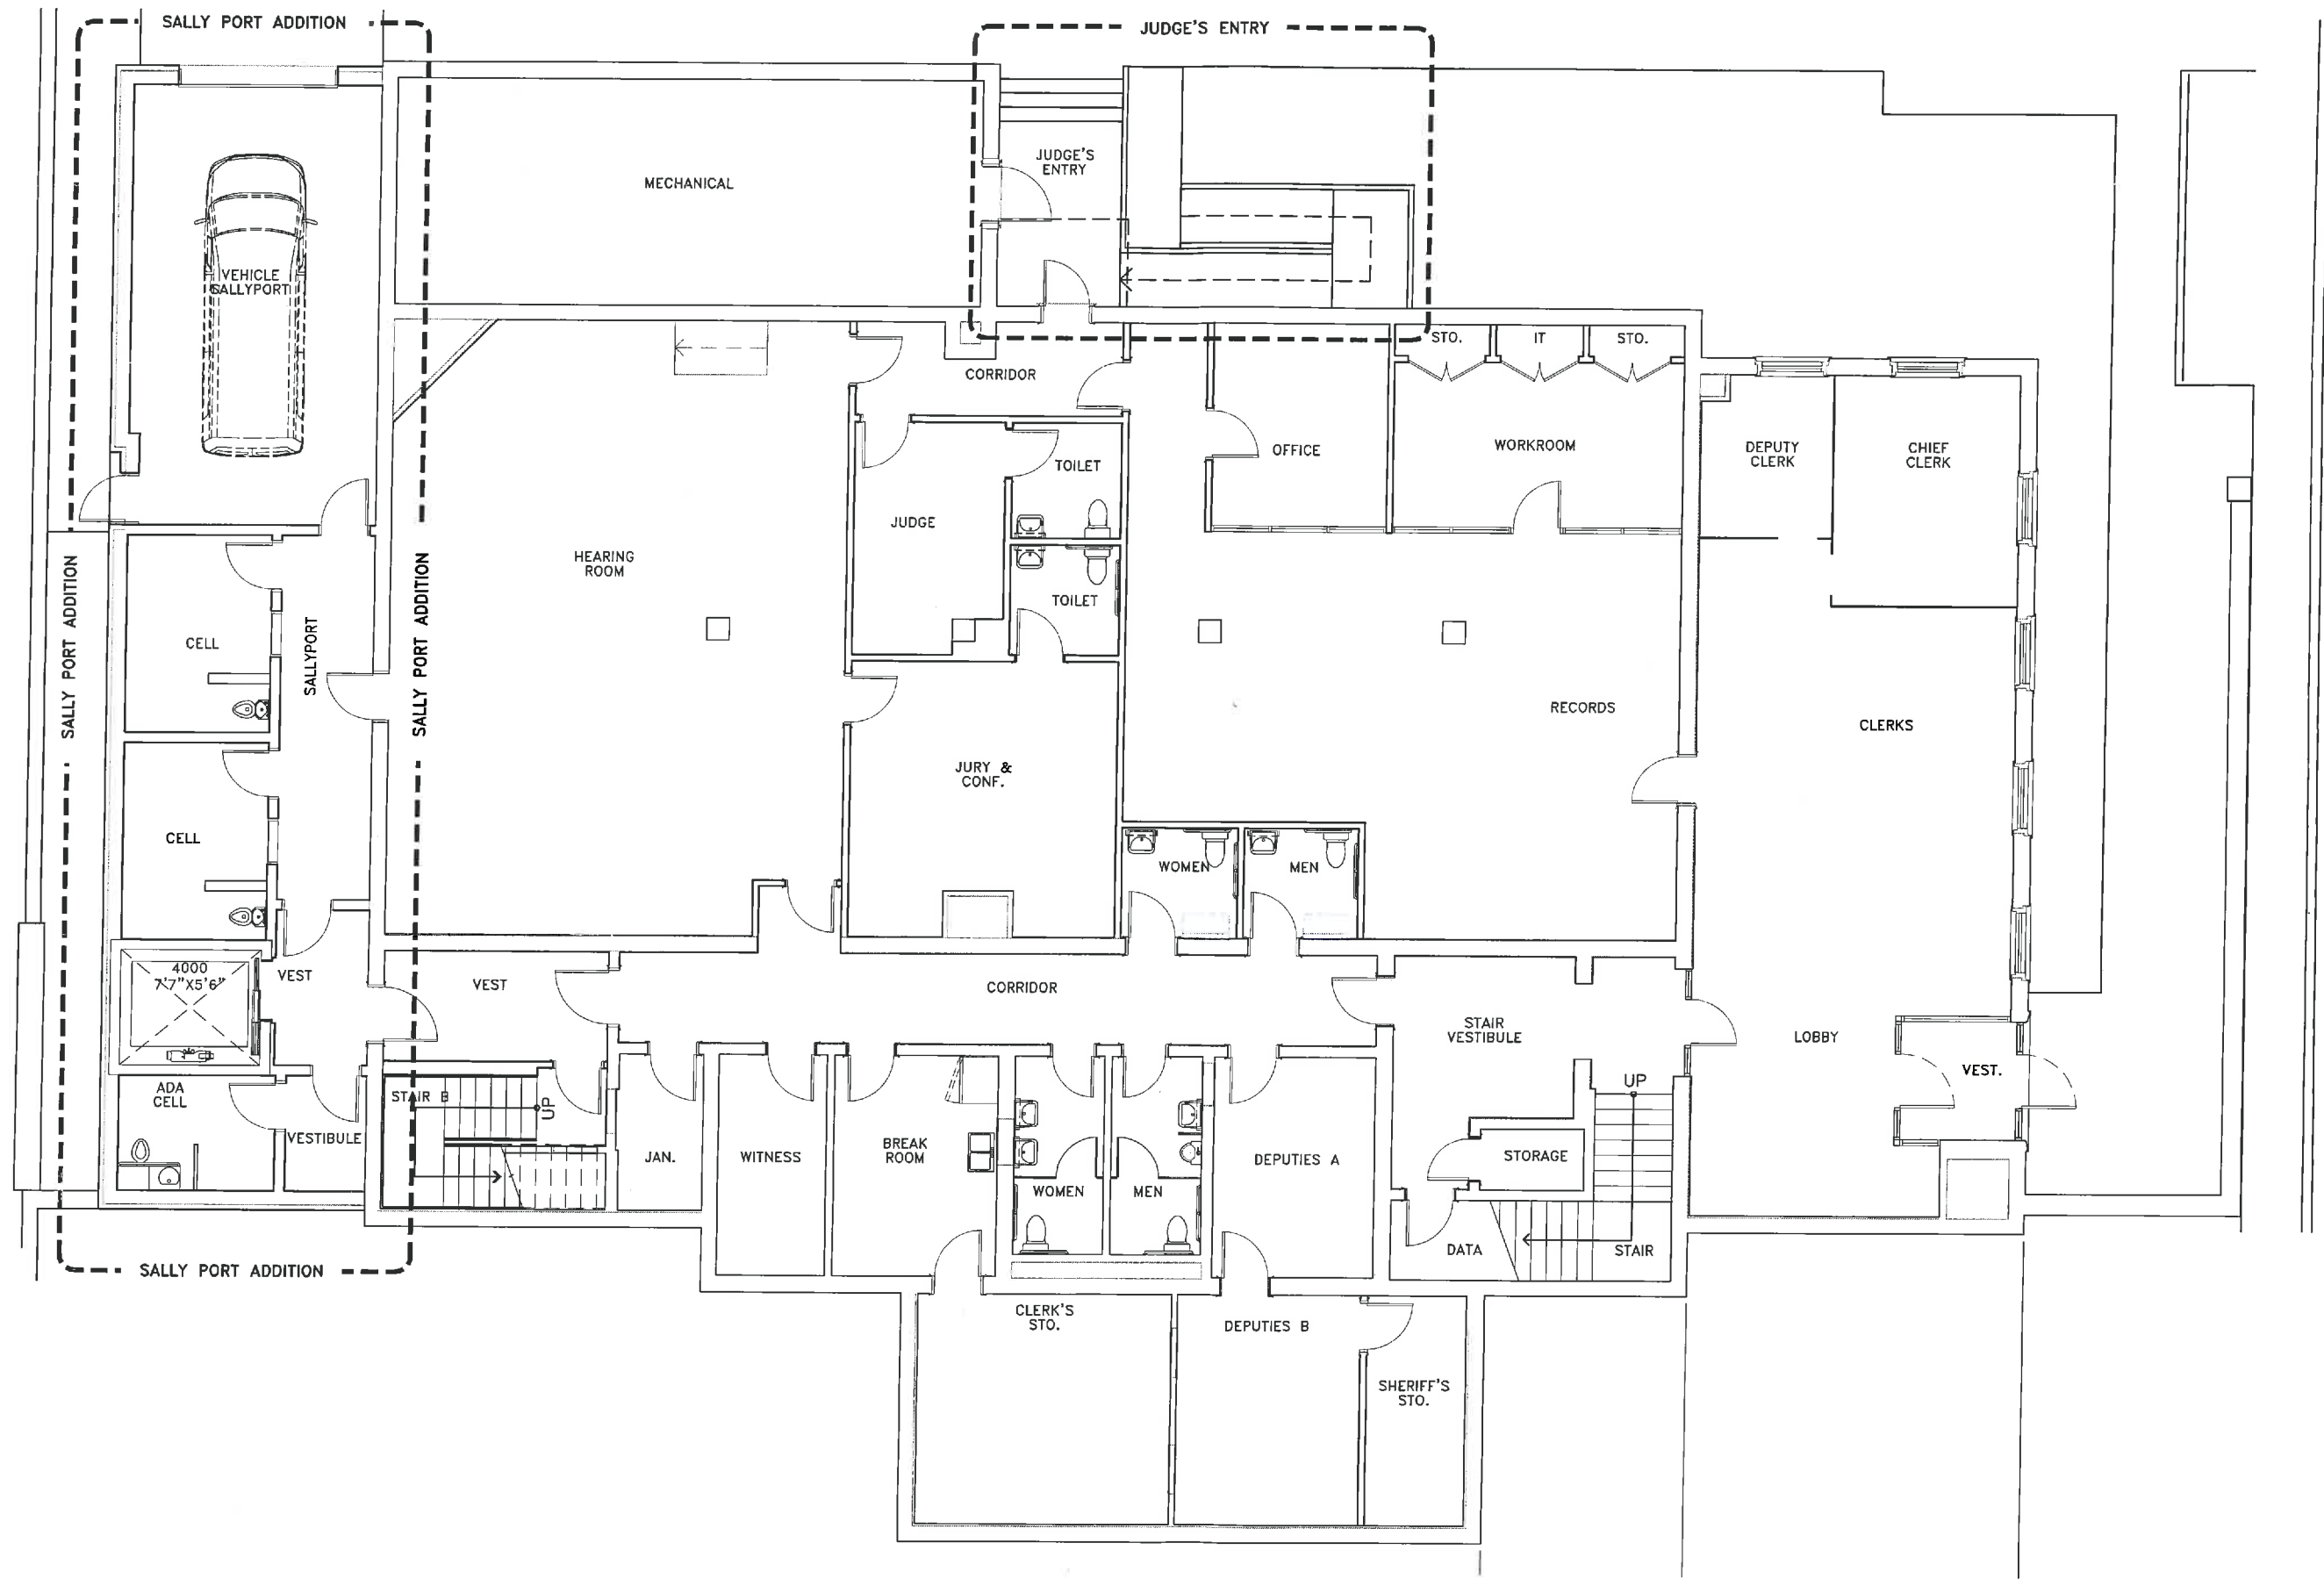 SALLY PORT ADDITION
JUDGE'S ENTRY
JUDGE'S
ENTRY
MECHANICAL
VEHICLE
SALLYPORT
STO.
IT
STO.
CORRIDOR
OFFICE
WORKROOM
DEPUTY
CLERK
CHIEF
CLERK
TOILET
JUDGE
HEARING
ROOM
TOILET
SALLY PORT ADDITION
CELL
SALLYPORT
SALLY PORT ADDITION
RECORDS
CLERKS
JURY &
CONF.
CELL
WOMEN
MEN
4000
7'7"X5'6"
VEST
VEST
CORRIDOR
STAIR
VESTIBULE
LOBBY
VEST.
UP
ADA
CELL
STAIR B
UP
VESTIBULE
JAN.
WITNESS
BREAK
ROOM
WOMEN
MEN
DEPUTIES A
STORAGE
DATA
STAIR
SALLY PORT ADDITION
CLERK'S
STO.
DEPUTIES B
SHERIFF'S
STO.